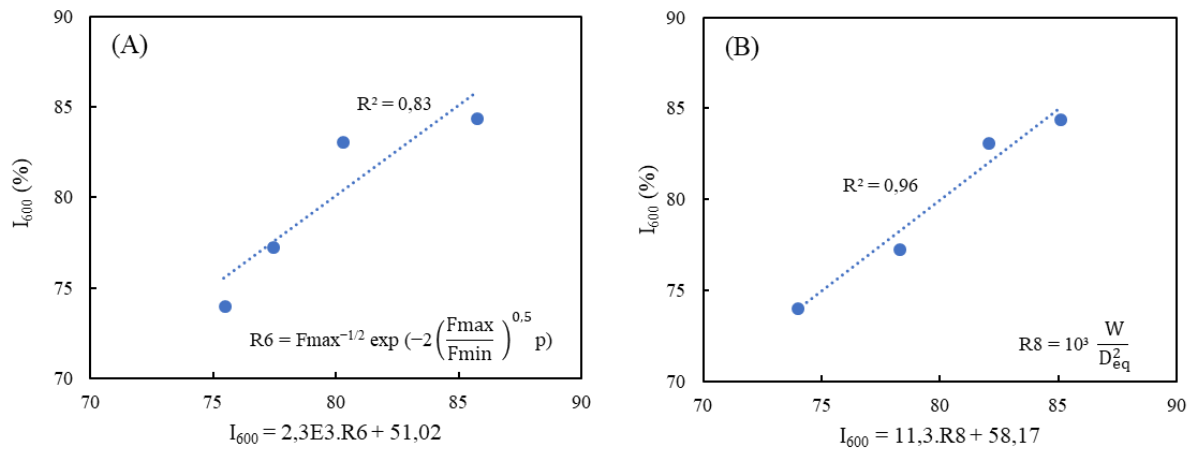 (A)
90
85
80
75
70
I₆₀₀ (%)
R² = 0,83
R6 = Fmax⁻¹/² exp (−2(Fmax/Fmin)^0,5 p)
70 75 80 85 90
I₆₀₀ = 2,3E3.R6 + 51,02
(B)
90
85
80
75
70
I₆₀₀ (%)
R² = 0,96
R8 = 10³ W/D²eq
70 75 80 85 90
I₆₀₀ = 11,3.R8 + 58,17